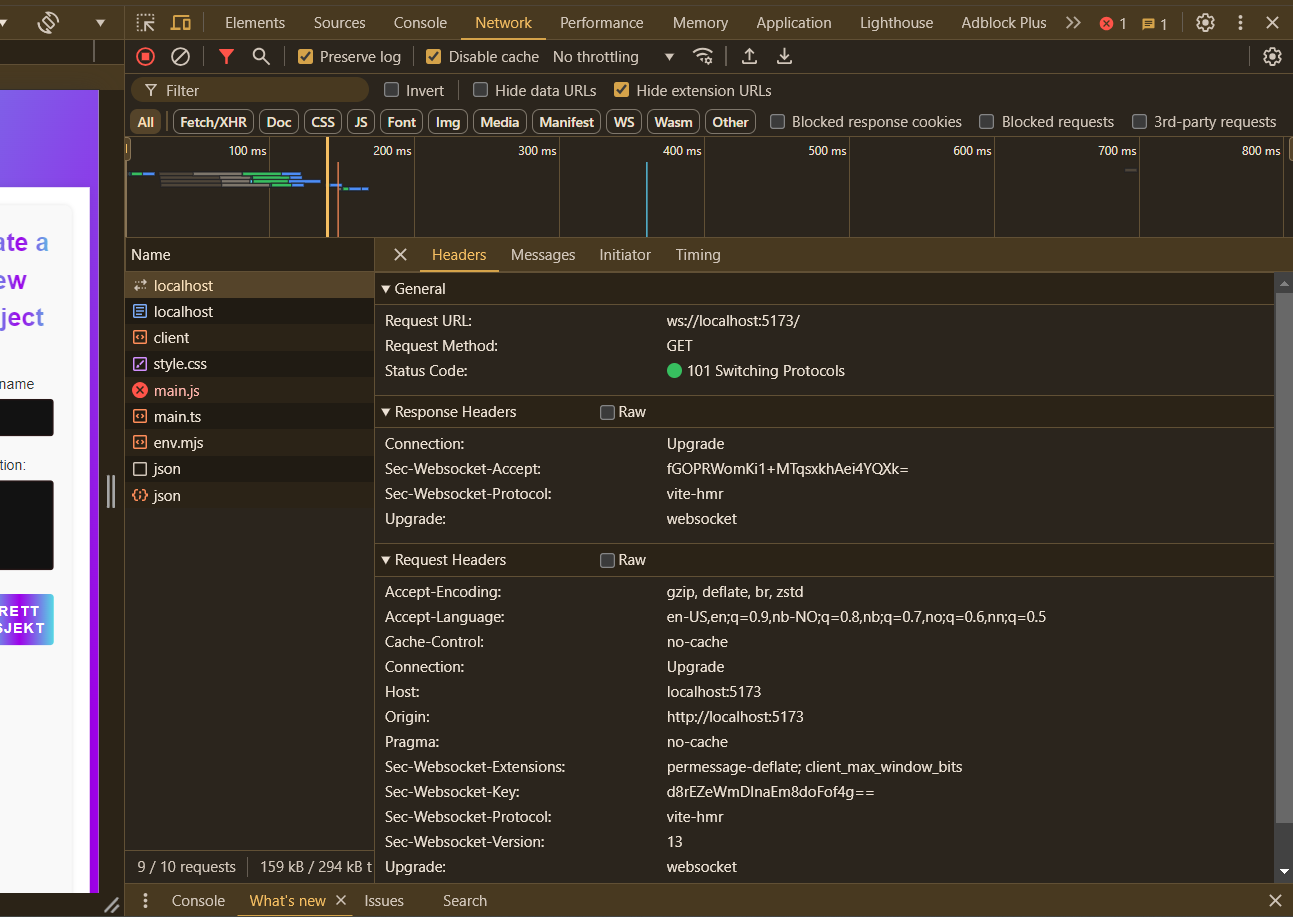 Elements Sources Console Network Performance Memory Application Lighthouse Adblock Plus 1 1
Preserve log Disable cache No throttling
Filter Invert Hide data URLs Hide extension URLs
All Fetch/XHR Doc CSS JS Font Img Media Manifest WS Wasm Other Blocked response cookies Blocked requests 3rd-party requests
100 ms 200 ms 300 ms 400 ms 500 ms 600 ms 700 ms 800 ms
ate a
ew
ject
name
tion:
RETT
SJEKT
Name
localhost
localhost
client
style.css
main.js
main.ts
env.mjs
json
json
9 / 10 requests 159 kB / 294 kB t
Headers Messages Initiator Timing
General
Request URL: ws://localhost:5173/
Request Method: GET
Status Code: 101 Switching Protocols
Response Headers Raw
Connection: Upgrade
Sec-Websocket-Accept: fGOPRWomKi1+MTqsxkhAei4YQXk=
Sec-Websocket-Protocol: vite-hmr
Upgrade: websocket
Request Headers Raw
Accept-Encoding: gzip, deflate, br, zstd
Accept-Language: en-US,en;q=0.9,nb-NO;q=0.8,nb;q=0.7,no;q=0.6,nn;q=0.5
Cache-Control: no-cache
Connection: Upgrade
Host: localhost:5173
Origin: http://localhost:5173
Pragma: no-cache
Sec-Websocket-Extensions: permessage-deflate; client_max_window_bits
Sec-Websocket-Key: d8rEZeWmDInaEm8doFof4g==
Sec-Websocket-Protocol: vite-hmr
Sec-Websocket-Version: 13
Upgrade: websocket
Console What's new Issues Search